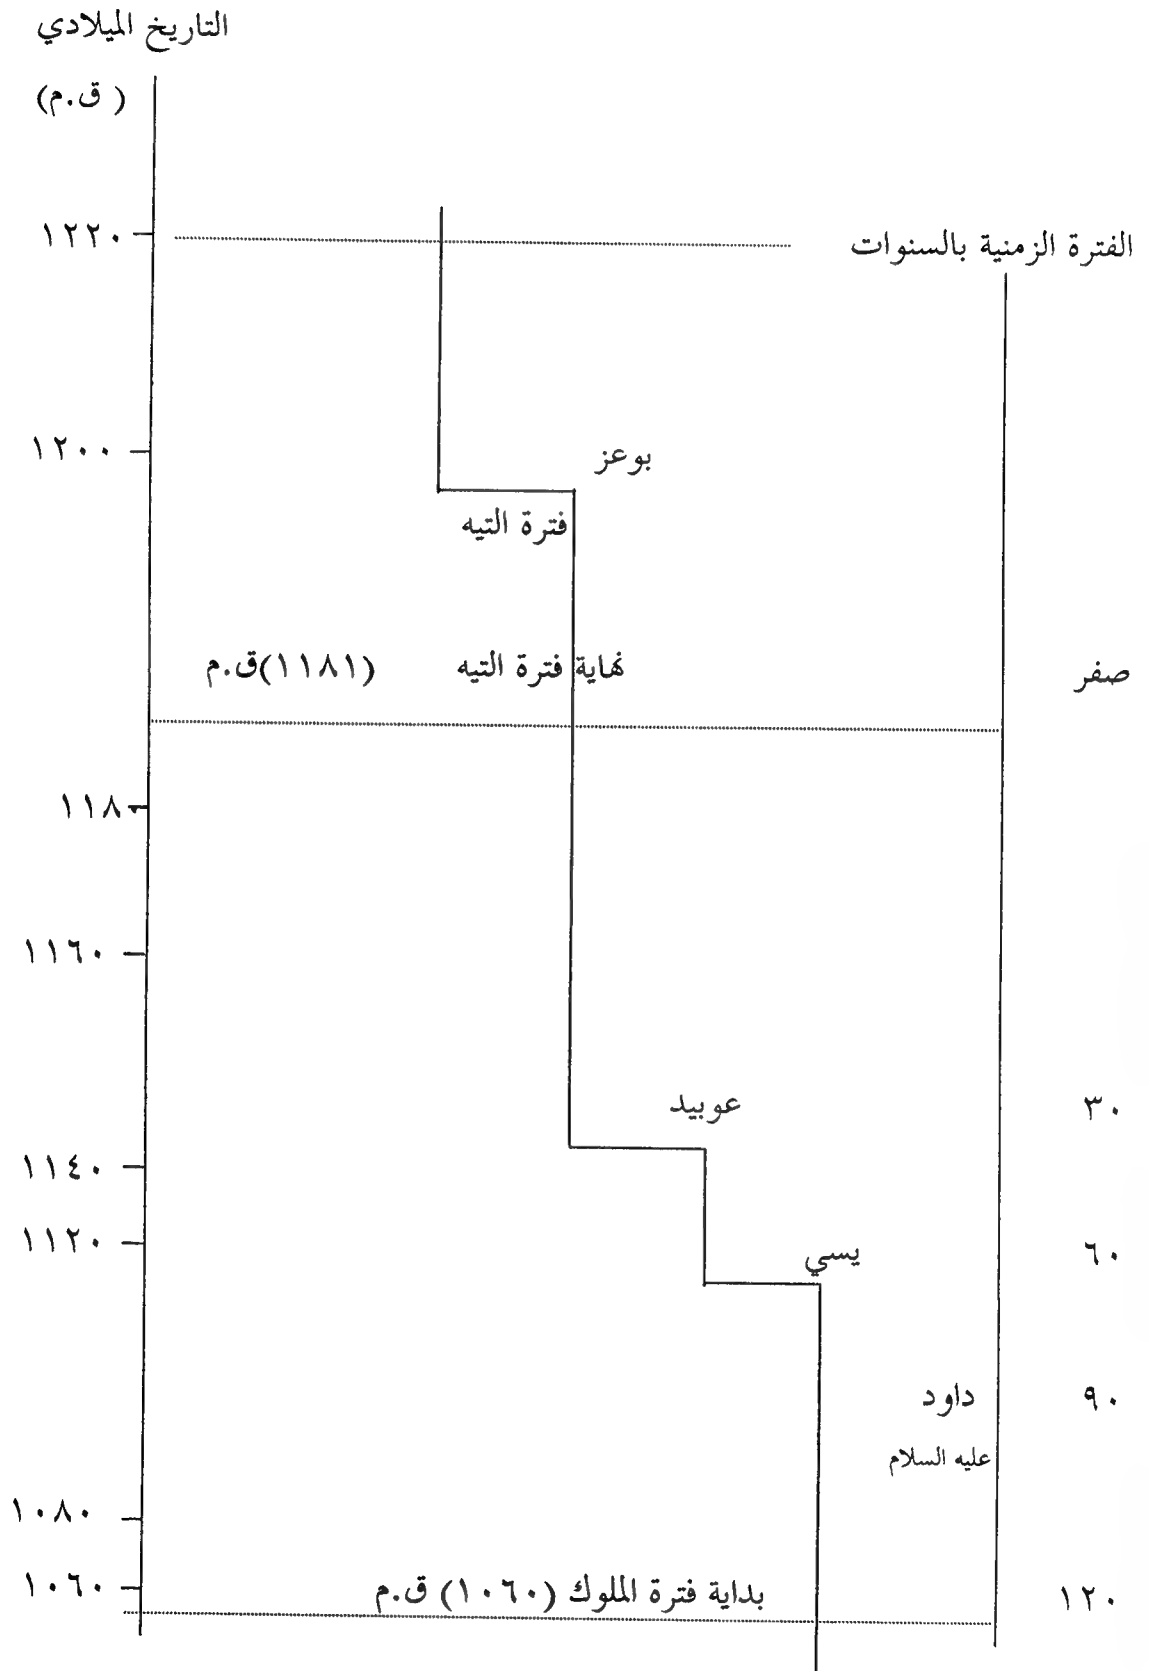 التاريخ الميلادي
( ق.م)
١٢٢٠
الفترة الزمنية بالسنوات
١٢٠٠
بوعز
فترة التيه
صفر
نهاية فترة التيه (١١٨١)ق.م
١١٨٠
١١٦٠
٣٠
عوبيد
١١٤٠
١١٢٠
٦٠
يسي
٩٠
داود
عليه السلام
١٠٨٠
١٢٠
بداية فترة الملوك (١٠٦٠) ق.م
١٠٦٠